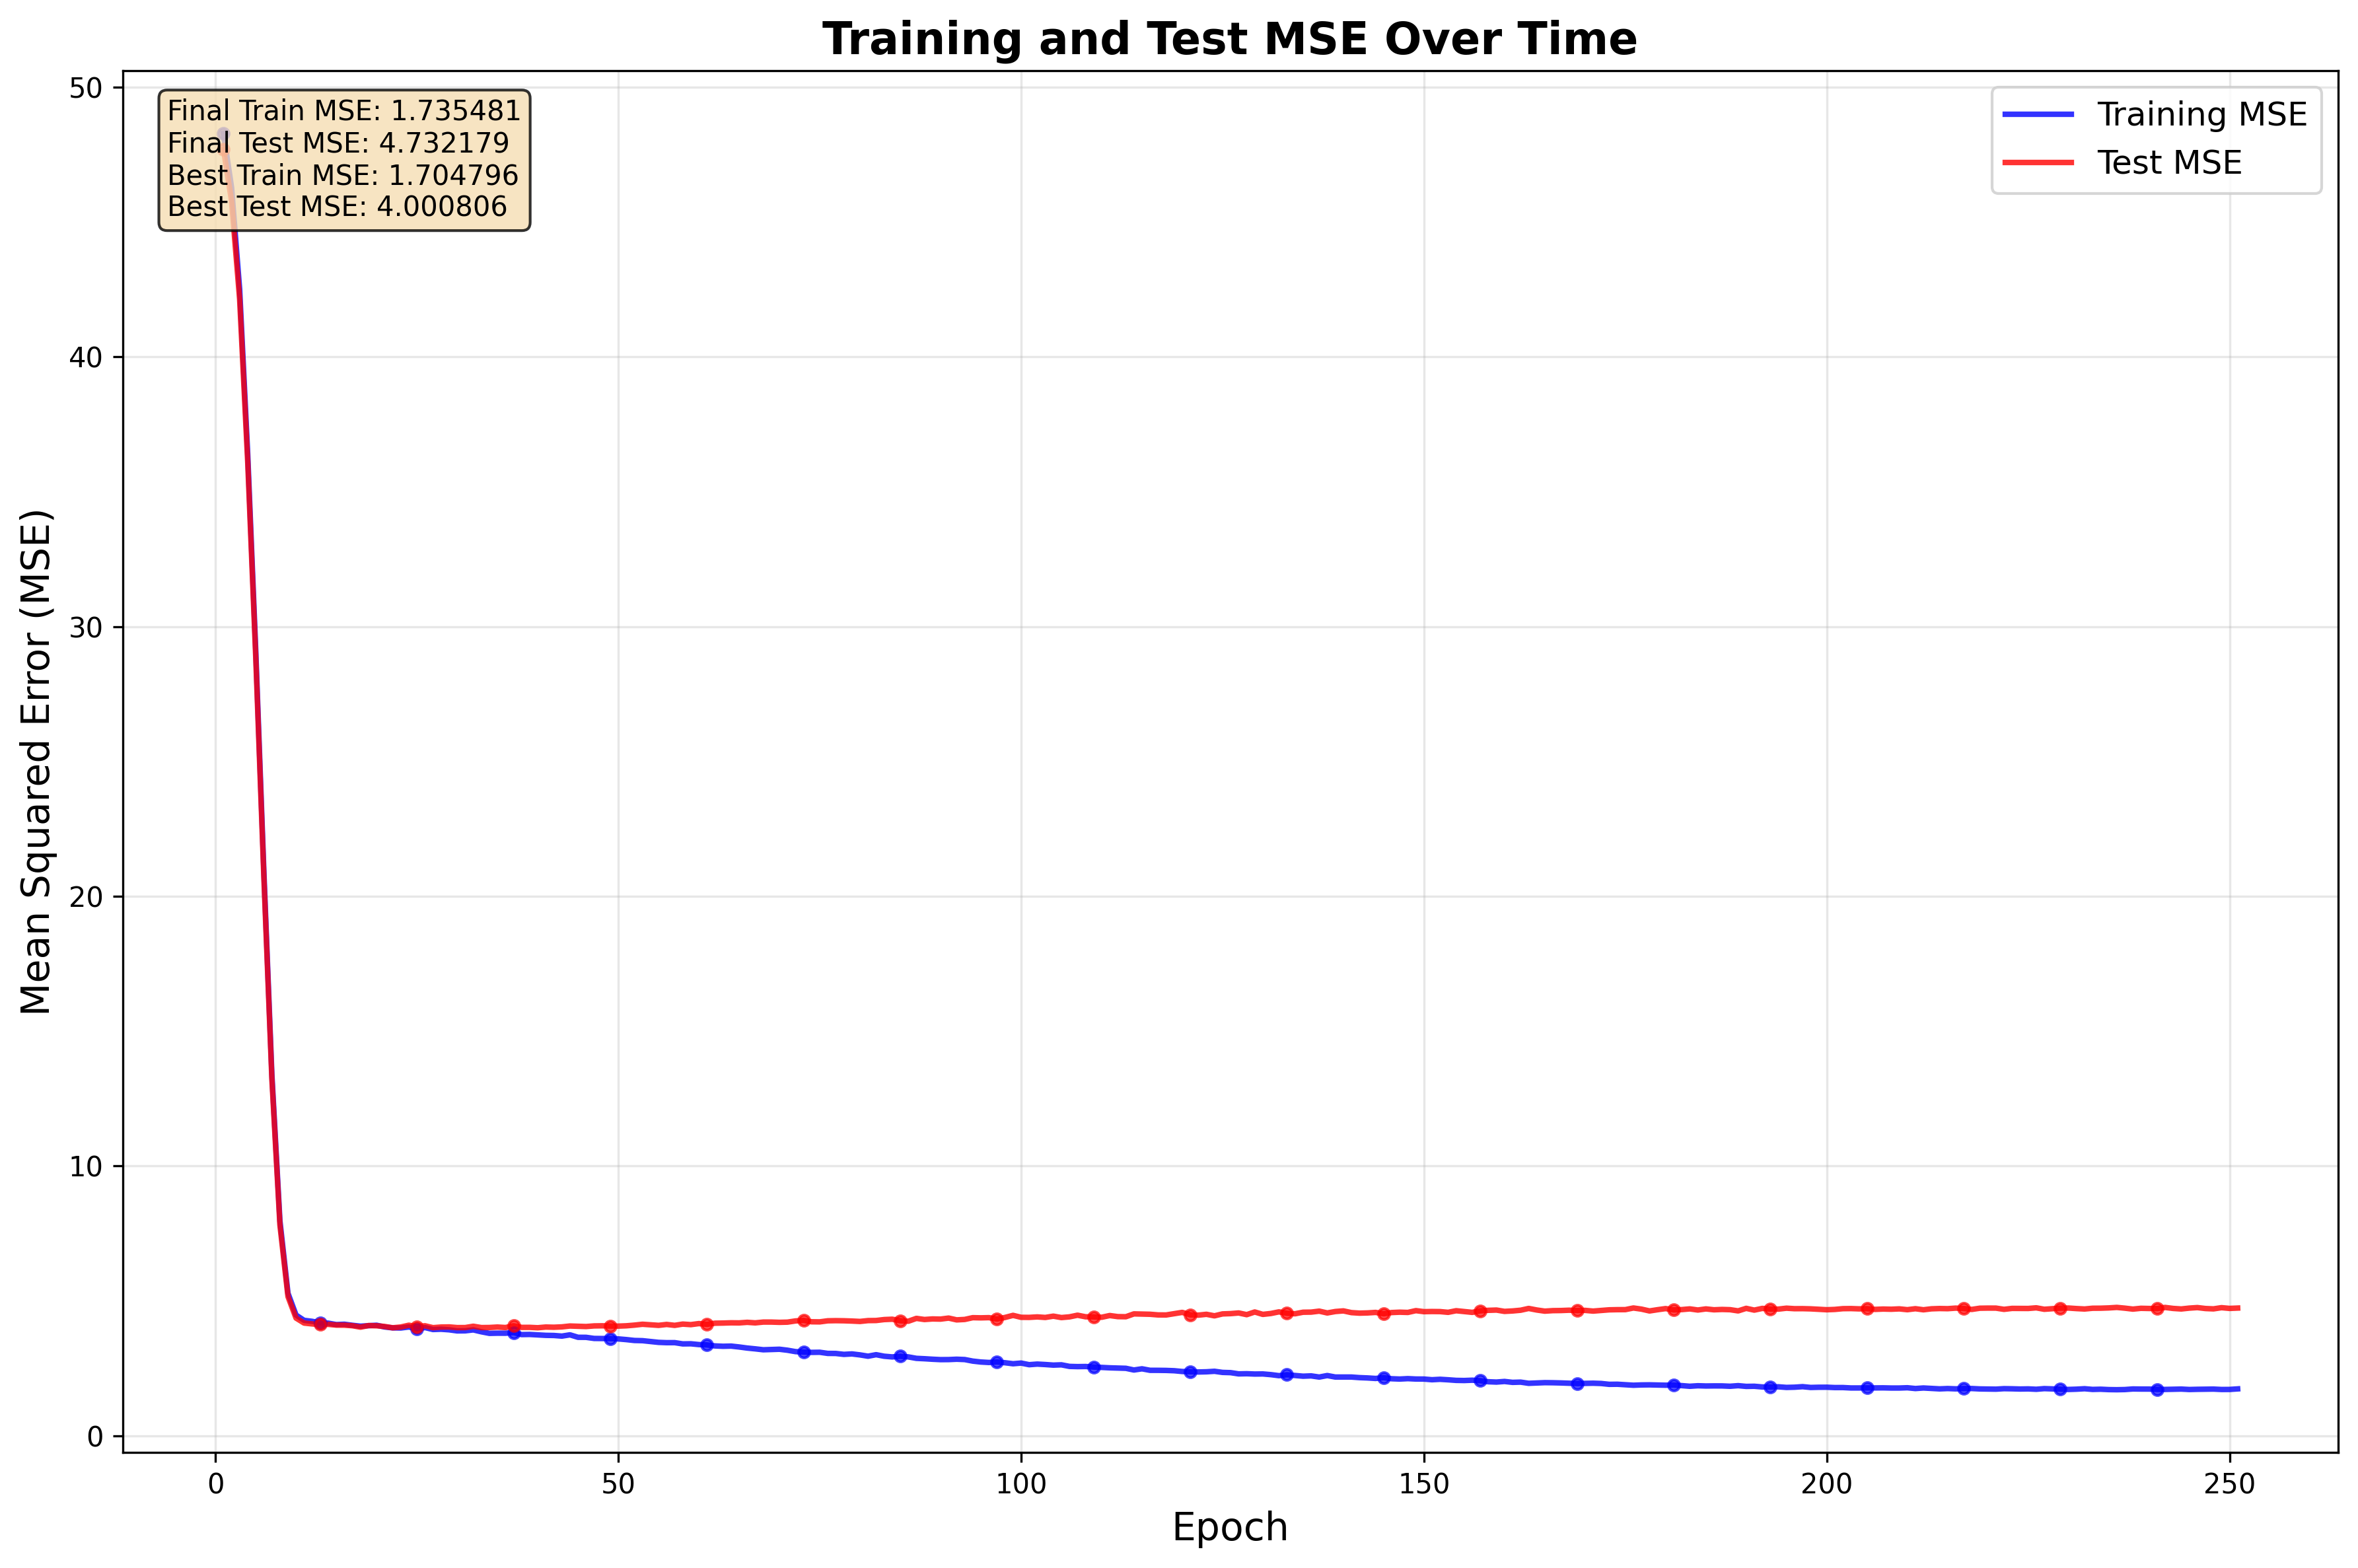 Training and Test MSE Over Time
50
40
30
20
10
0
Mean Squared Error (MSE)
Final Train MSE: 1.735481
Final Test MSE: 4.732179
Best Train MSE: 1.704796
Best Test MSE: 4.000806
Training MSE
Test MSE
0
50
100
150
200
250
Epoch